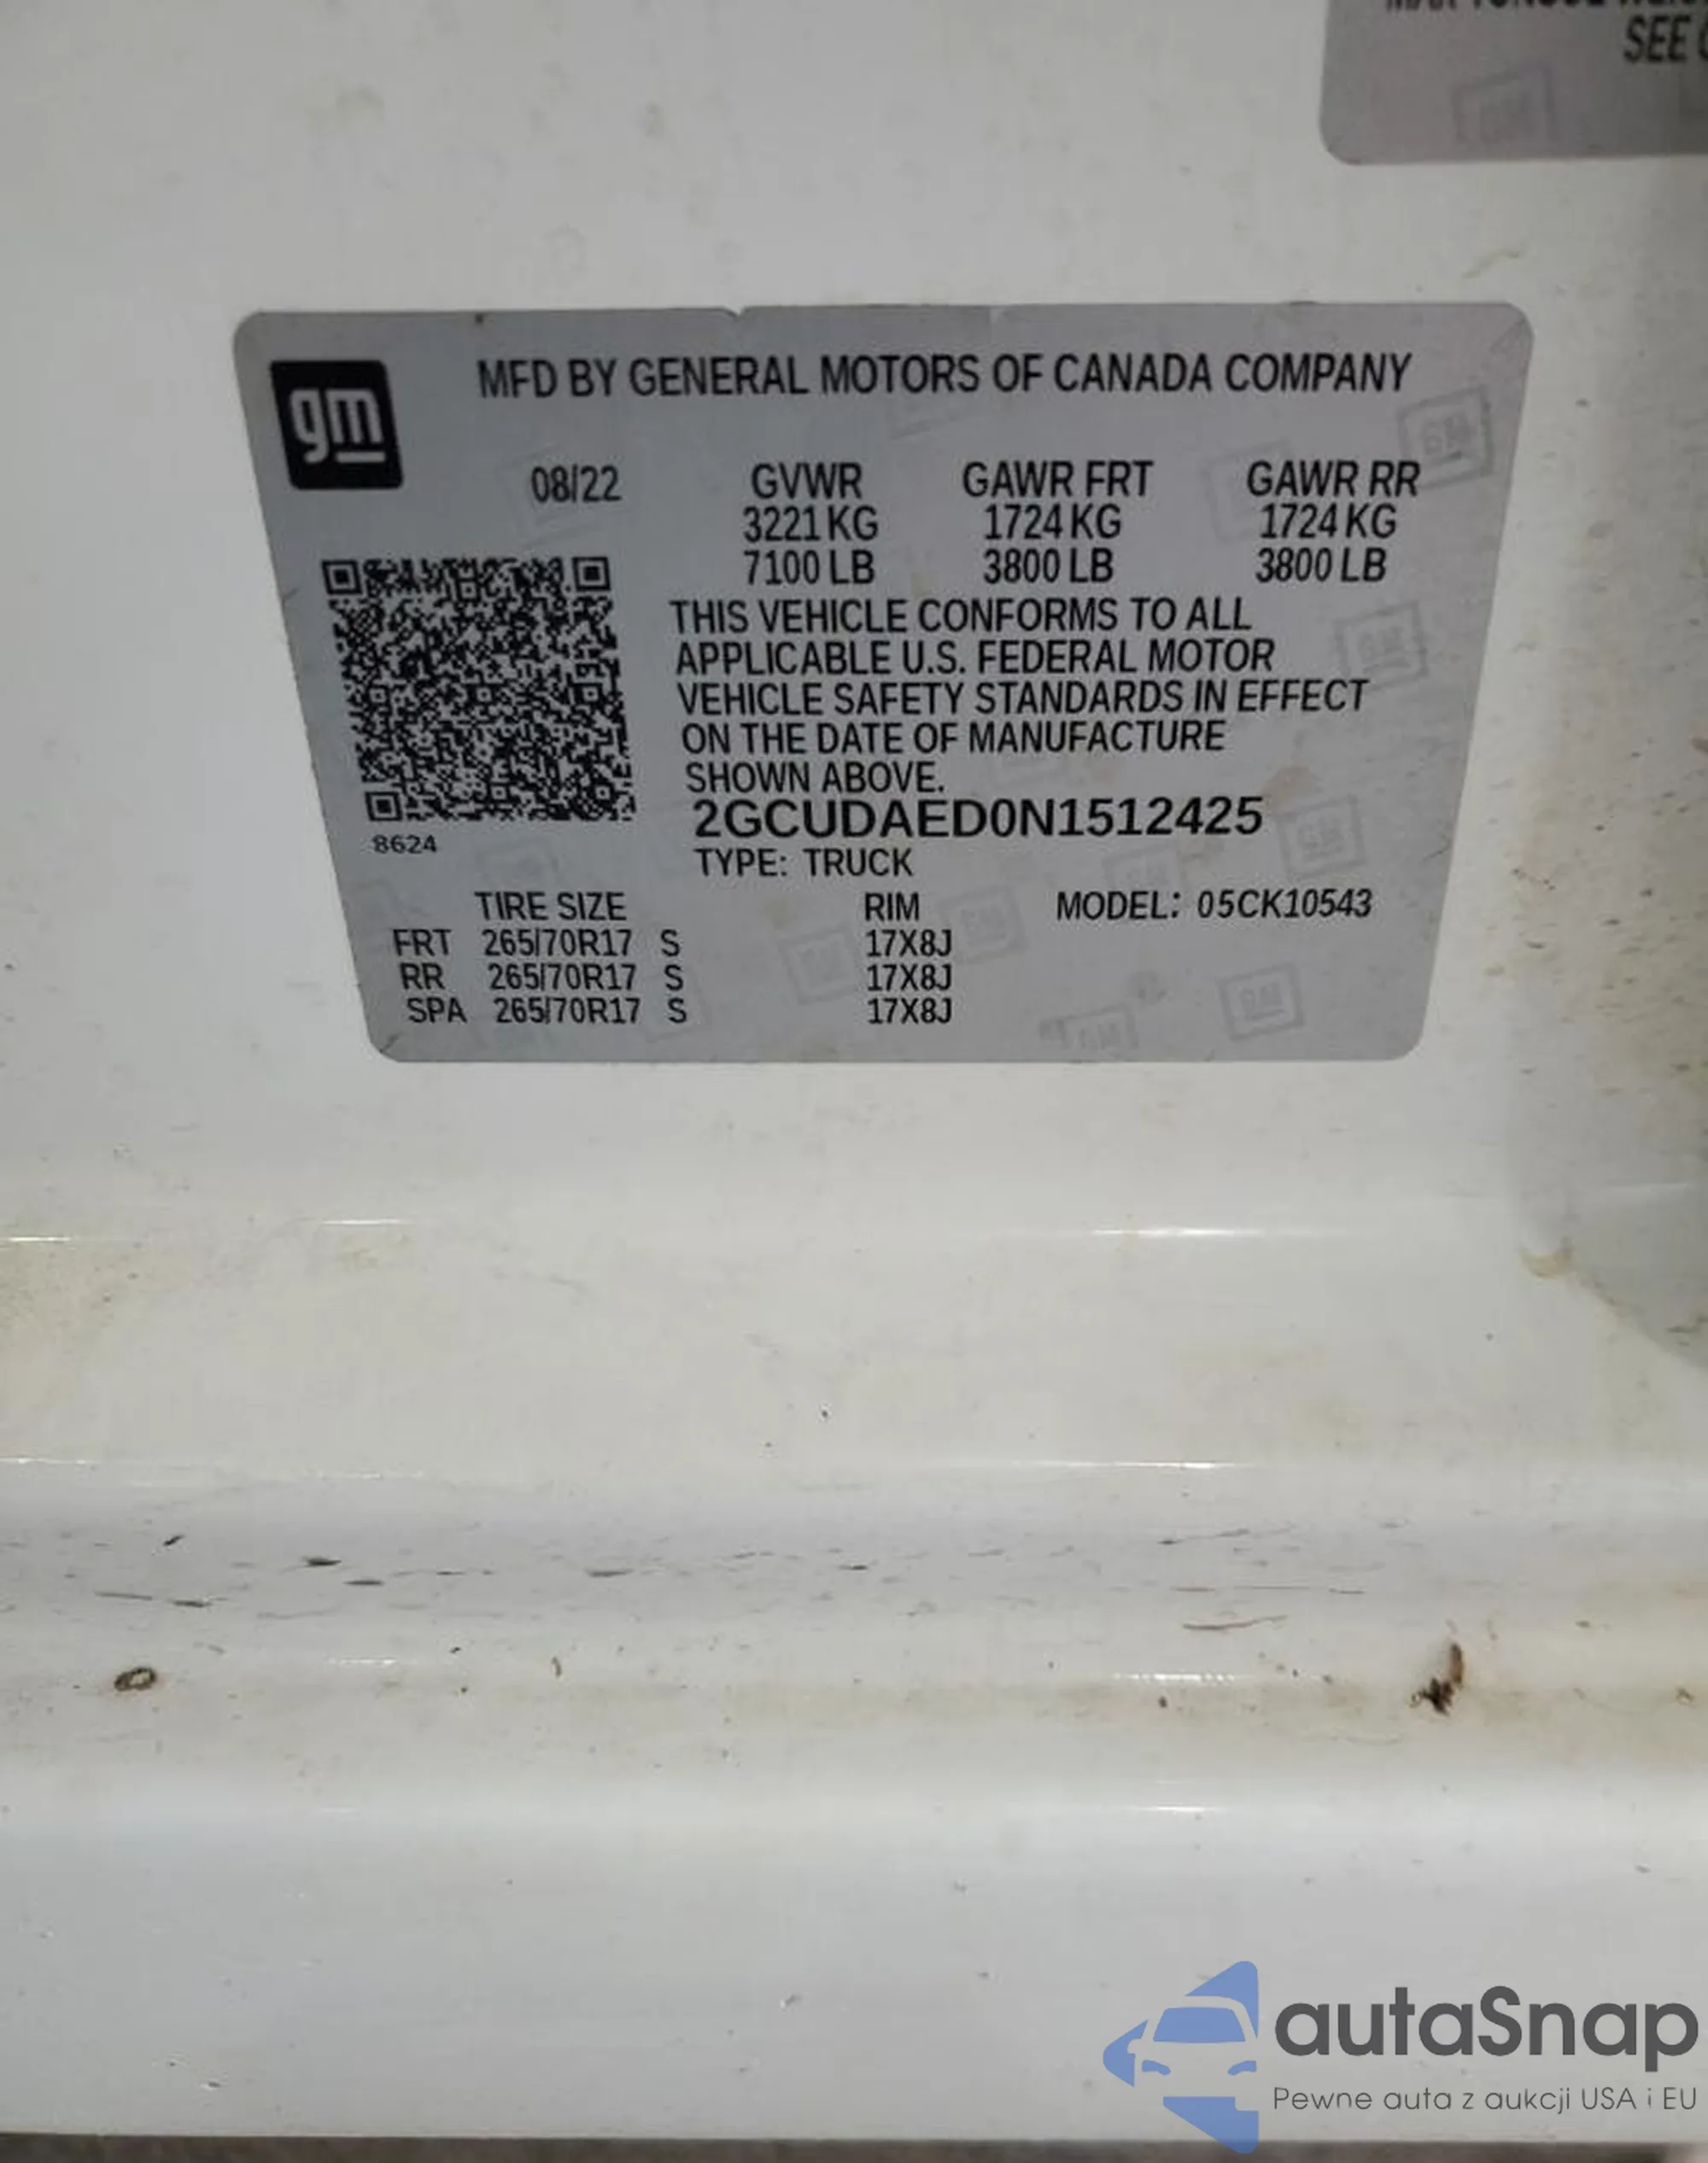 SEE
gm
MFD BY GENERAL MOTORS OF CANADA COMPANY
08/22 GVWR GAWR FRT GAWR RR
3221 KG 1724 KG 1724 KG
7100 LB 3800 LB 3800 LB
THIS VEHICLE CONFORMS TO ALL
APPLICABLE U.S. FEDERAL MOTOR
VEHICLE SAFETY STANDARDS IN EFFECT
ON THE DATE OF MANUFACTURE
SHOWN ABOVE.
8624
2GCUDAED0N1512425
TYPE: TRUCK
TIRE SIZE RIM MODEL: 05CK10543
FRT 265/70R17 S 17X8J
RR 265/70R17 S 17X8J
SPA 265/70R17 S 17X8J
autaSnap
Pewne auta z aukcji USA i EU